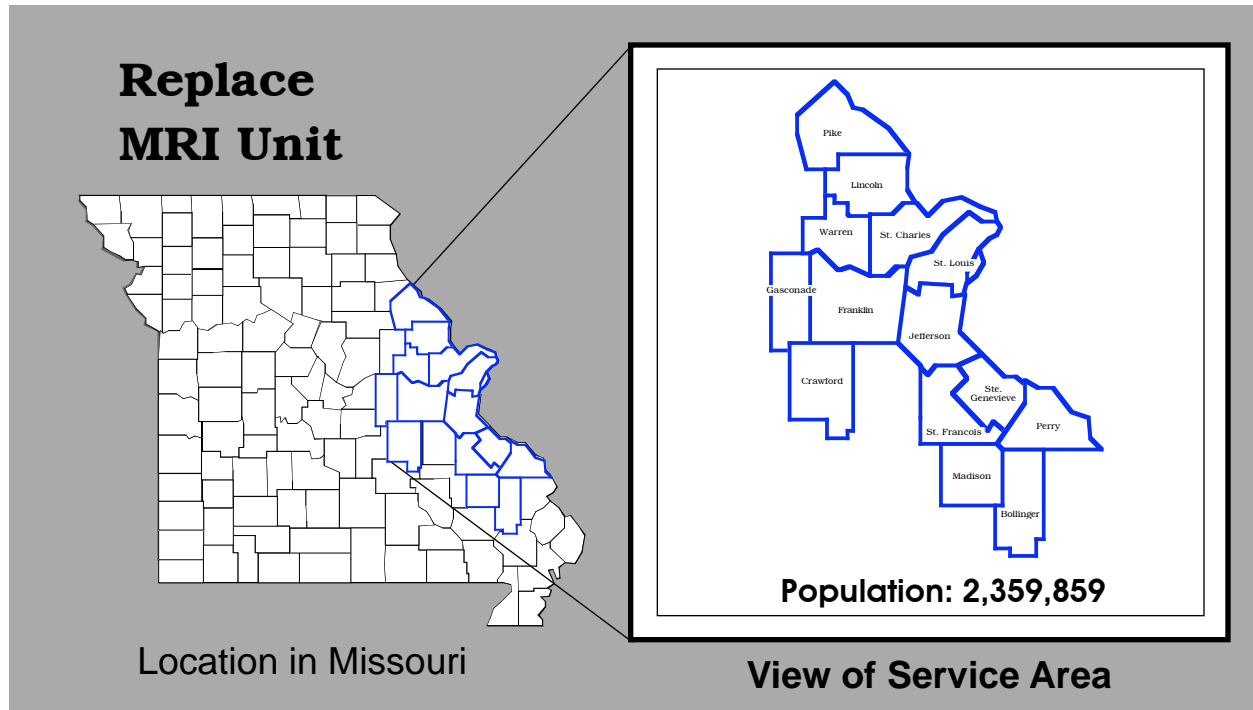 Replace
MRI Unit
Location in Missouri
Pike
Lincoln
Warren
St. Charles
St. Louis
Gasconade
Franklin
Jefferson
Crawford
Ste.
Genevieve
St. Francois
Perry
Madison
Bollinger
Population: 2,359,859
View of Service Area